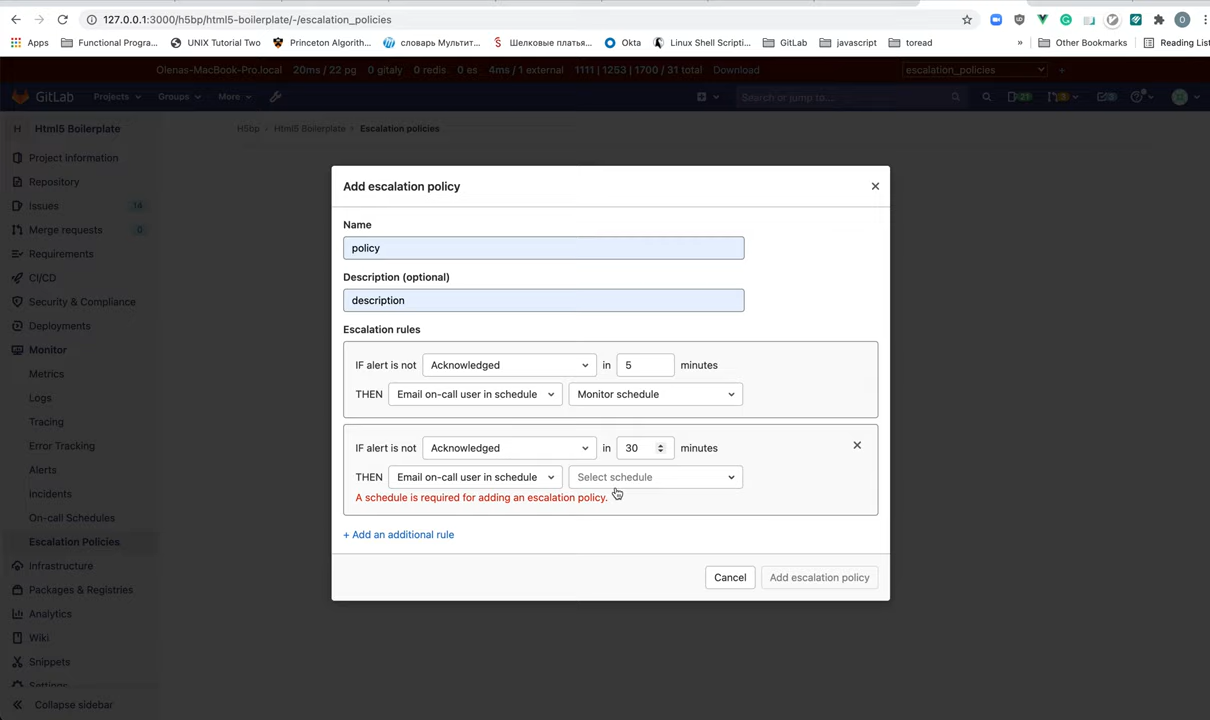 127.0.0.1:3000/h5bp/html5-boilerplate/-/escalation_policies
Apps Functional Progra... UNIX Tutorial Two Princeton Algorith... словарь Мультит... Шелковые платья... Okta Linux Shell Scripti... GitLab javascript toread » Other Bookmarks Reading List
Olenas-MacBook-Pro.local 20ms / 22 pg 0 gitaly 0 redis 0 es 4ms / 1 external 1111 | 1253 | 1700 / 31 total Download escalation_policies +
GitLab Projects Groups More Search or jump to... 21 3 3
H Html5 Boilerplate
H5bp › Html5 Boilerplate › Escalation policies
Project information
Repository
Issues 14
Merge requests 0
Requirements
CI/CD
Security & Compliance
Deployments
Monitor
Metrics
Logs
Tracing
Error Tracking
Alerts
Incidents
On-call Schedules
Escalation Policies
Infrastructure
Packages & Registries
Analytics
Wiki
Snippets
Settings
« Collapse sidebar
Add escalation policy
Name
policy
Description (optional)
description
Escalation rules
IF alert is not Acknowledged in 5 minutes
THEN Email on-call user in schedule Monitor schedule
IF alert is not Acknowledged in 30 minutes
THEN Email on-call user in schedule Select schedule
A schedule is required for adding an escalation policy.
+ Add an additional rule
Cancel Add escalation policy